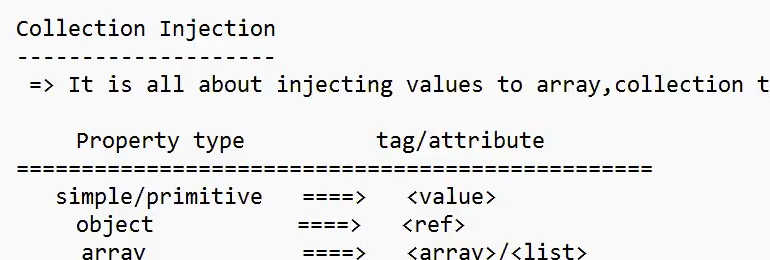 Collection Injection
--------------------
=> It is all about injecting values to array,collection
Property type tag/attribute
=================================================
simple/primitive ====> <value>
object ====> <ref>
array ====> <array>/<list>